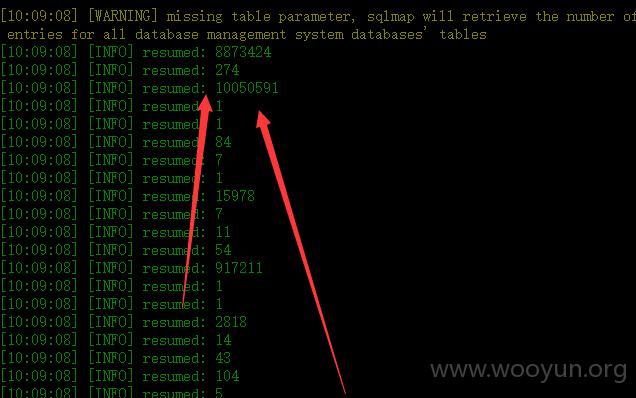 [10:09:08] [WARNING] missing table parameter, sqlmap will retrieve the number of
entries for all database management system databases' tables
[10:09:08] [INFO] resumed: 8873424
[10:09:08] [INFO] resumed: 274
[10:09:08] [INFO] resumed: 10050591
[10:09:08] [INFO] resumed: 1
[10:09:08] [INFO] resumed: 1
[10:09:08] [INFO] resumed: 84
[10:09:08] [INFO] resumed: 7
[10:09:08] [INFO] resumed: 1
[10:09:08] [INFO] resumed: 15978
[10:09:08] [INFO] resumed: 7
[10:09:08] [INFO] resumed: 11
[10:09:08] [INFO] resumed: 54
[10:09:08] [INFO] resumed: 917211
[10:09:08] [INFO] resumed: 1
[10:09:08] [INFO] resumed: 1
[10:09:08] [INFO] resumed: 2818
[10:09:08] [INFO] resumed: 14
[10:09:08] [INFO] resumed: 43
[10:09:08] [INFO] resumed: 104
[10:09:08] [INFO] resumed: 5
www.wooyun.org